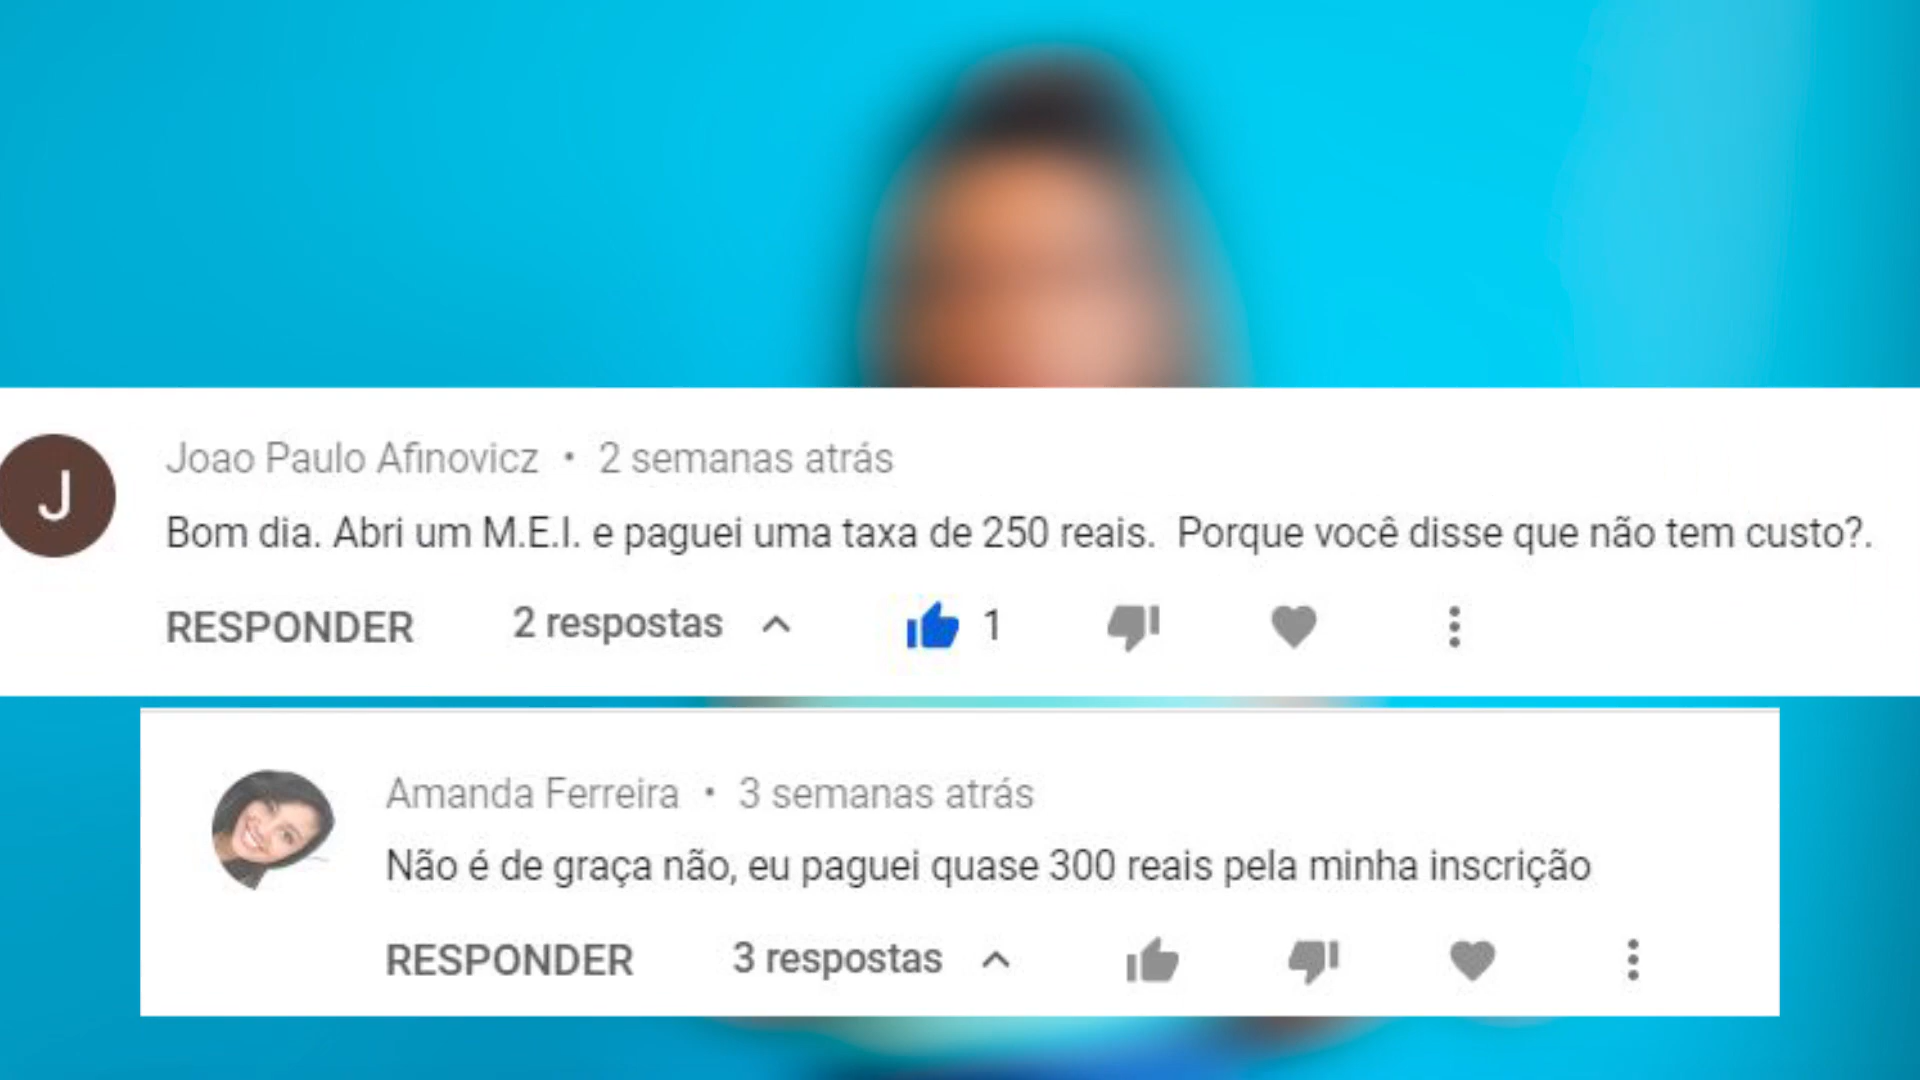 J
Joao Paulo Afinovicz • 2 semanas atrás
Bom dia. Abri um M.E.I. e paguei uma taxa de 250 reais.  Porque você disse que não tem custo?.
RESPONDER 2 respostas 1
Amanda Ferreira • 3 semanas atrás
Não é de graça não, eu paguei quase 300 reais pela minha inscrição
RESPONDER 3 respostas